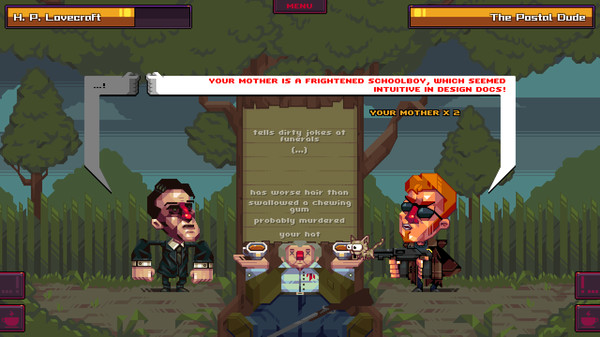 MENU
H. P. Lovecraft
The Postal Dude
...!
YOUR MOTHER IS A FRIGHTENED SCHOOLBOY, WHICH SEEMED
INTUITIVE IN DESIGN DOCS!
YOUR MOTHER X 2
tells dirty jokes at
funerals
(...)
has worse hair than
swallowed a chewing
gum
probably murdered
your hat